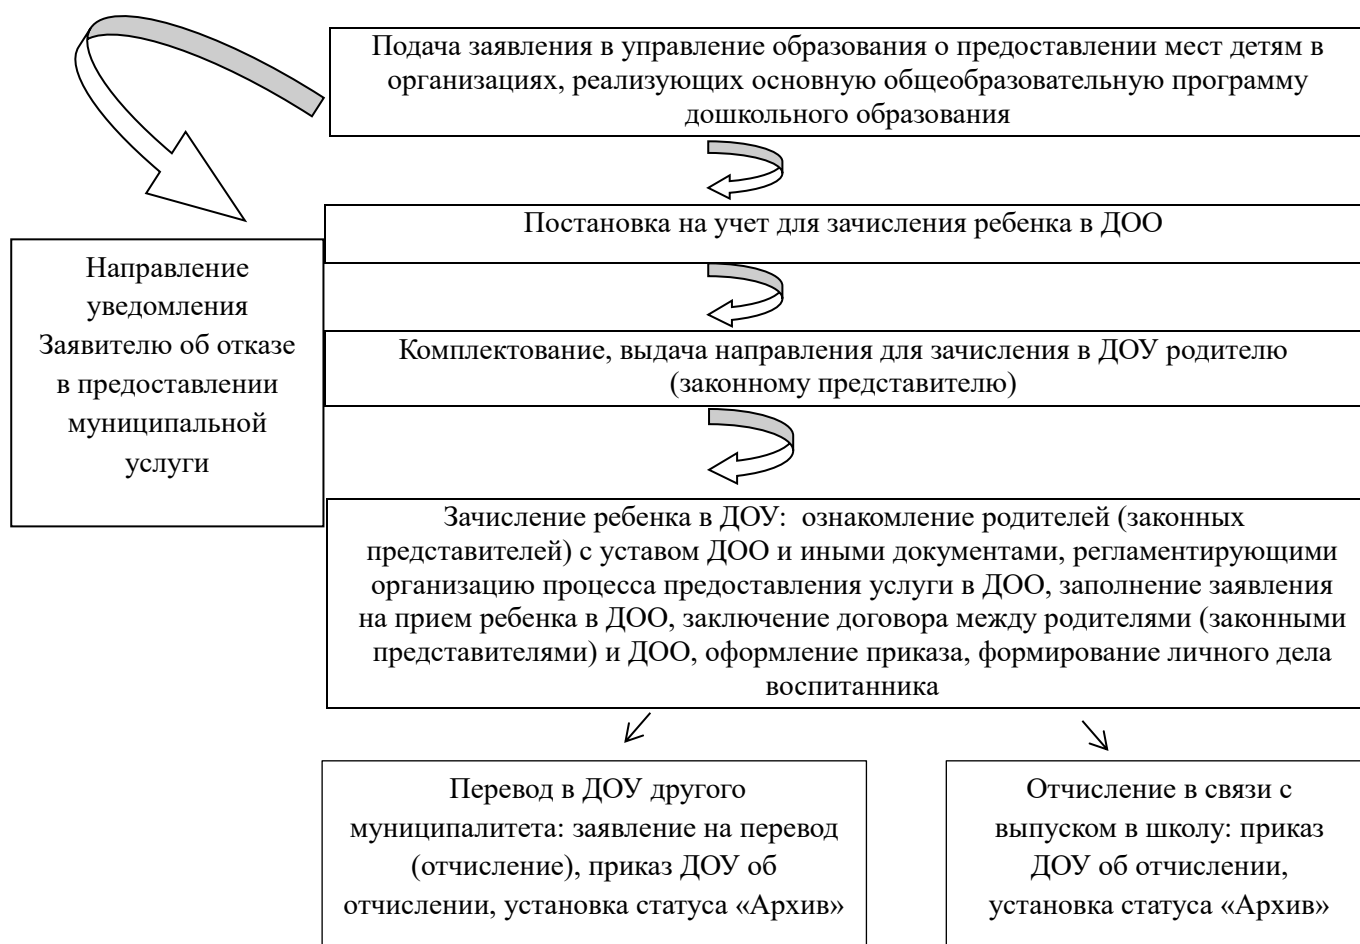 Подача заявления в управление образования о предоставлении мест детям в
организациях, реализующих основную общеобразовательную программу
дошкольного образования
Постановка на учет для зачисления ребенка в ДОО
Направление
уведомления
Заявителю об отказе
в предоставлении
муниципальной
услуги
Комплектование, выдача направления для зачисления в ДОУ родителю
(законному представителю)
Зачисление ребенка в ДОУ: ознакомление родителей (законных
представителей) с уставом ДОО и иными документами, регламентирующими
организацию процесса предоставления услуги в ДОО, заполнение заявления
на прием ребенка в ДОО, заключение договора между родителями (законными
представителями) и ДОО, оформление приказа, формирование личного дела
воспитанника
Перевод в ДОУ другого
муниципалитета: заявление на перевод
(отчисление), приказ ДОУ об
отчислении, установка статуса «Архив»
Отчисление в связи с
выпуском в школу: приказ
ДОУ об отчислении,
установка статуса «Архив»